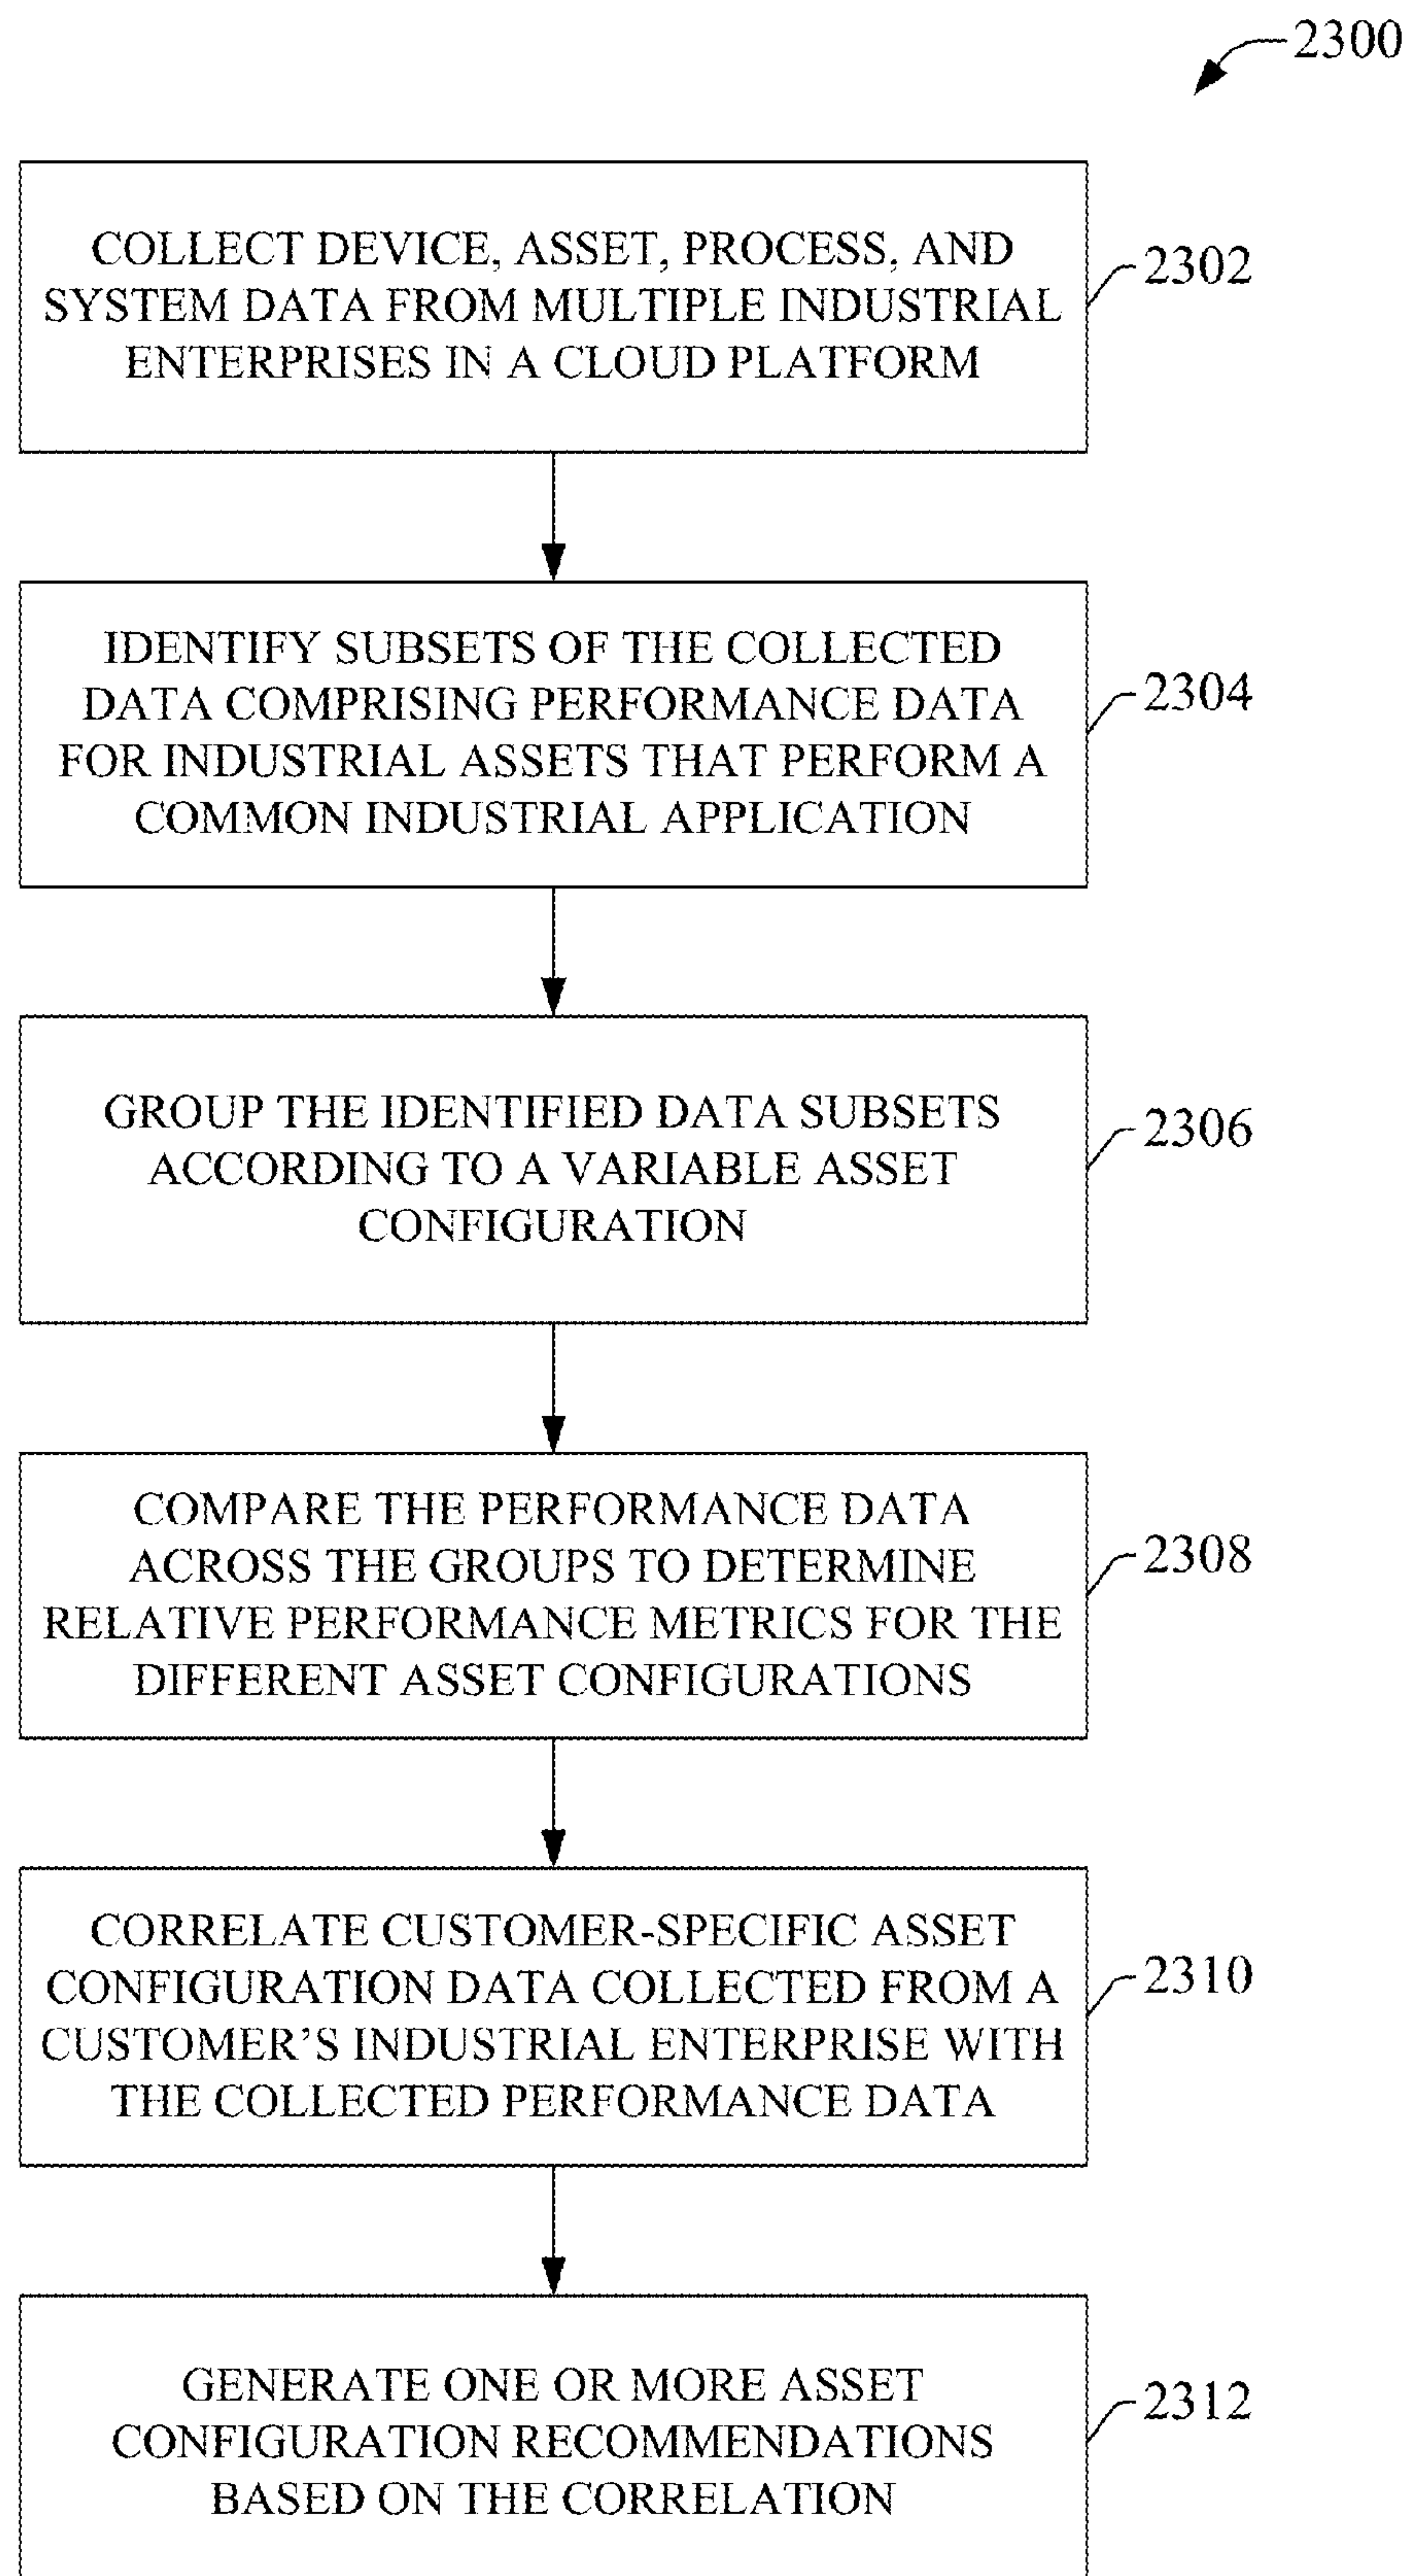 2300
COLLECT DEVICE, ASSET, PROCESS, AND
SYSTEM DATA FROM MULTIPLE INDUSTRIAL
ENTERPRISES IN A CLOUD PLATFORM
2302
IDENTIFY SUBSETS OF THE COLLECTED
DATA COMPRISING PERFORMANCE DATA
FOR INDUSTRIAL ASSETS THAT PERFORM A
COMMON INDUSTRIAL APPLICATION
2304
GROUP THE IDENTIFIED DATA SUBSETS
ACCORDING TO A VARIABLE ASSET
CONFIGURATION
2306
COMPARE THE PERFORMANCE DATA
ACROSS THE GROUPS TO DETERMINE
RELATIVE PERFORMANCE METRICS FOR THE
DIFFERENT ASSET CONFIGURATIONS
2308
CORRELATE CUSTOMER-SPECIFIC ASSET
CONFIGURATION DATA COLLECTED FROM A
CUSTOMER’S INDUSTRIAL ENTERPRISE WITH
THE COLLECTED PERFORMANCE DATA
2310
GENERATE ONE OR MORE ASSET
CONFIGURATION RECOMMENDATIONS
BASED ON THE CORRELATION
2312